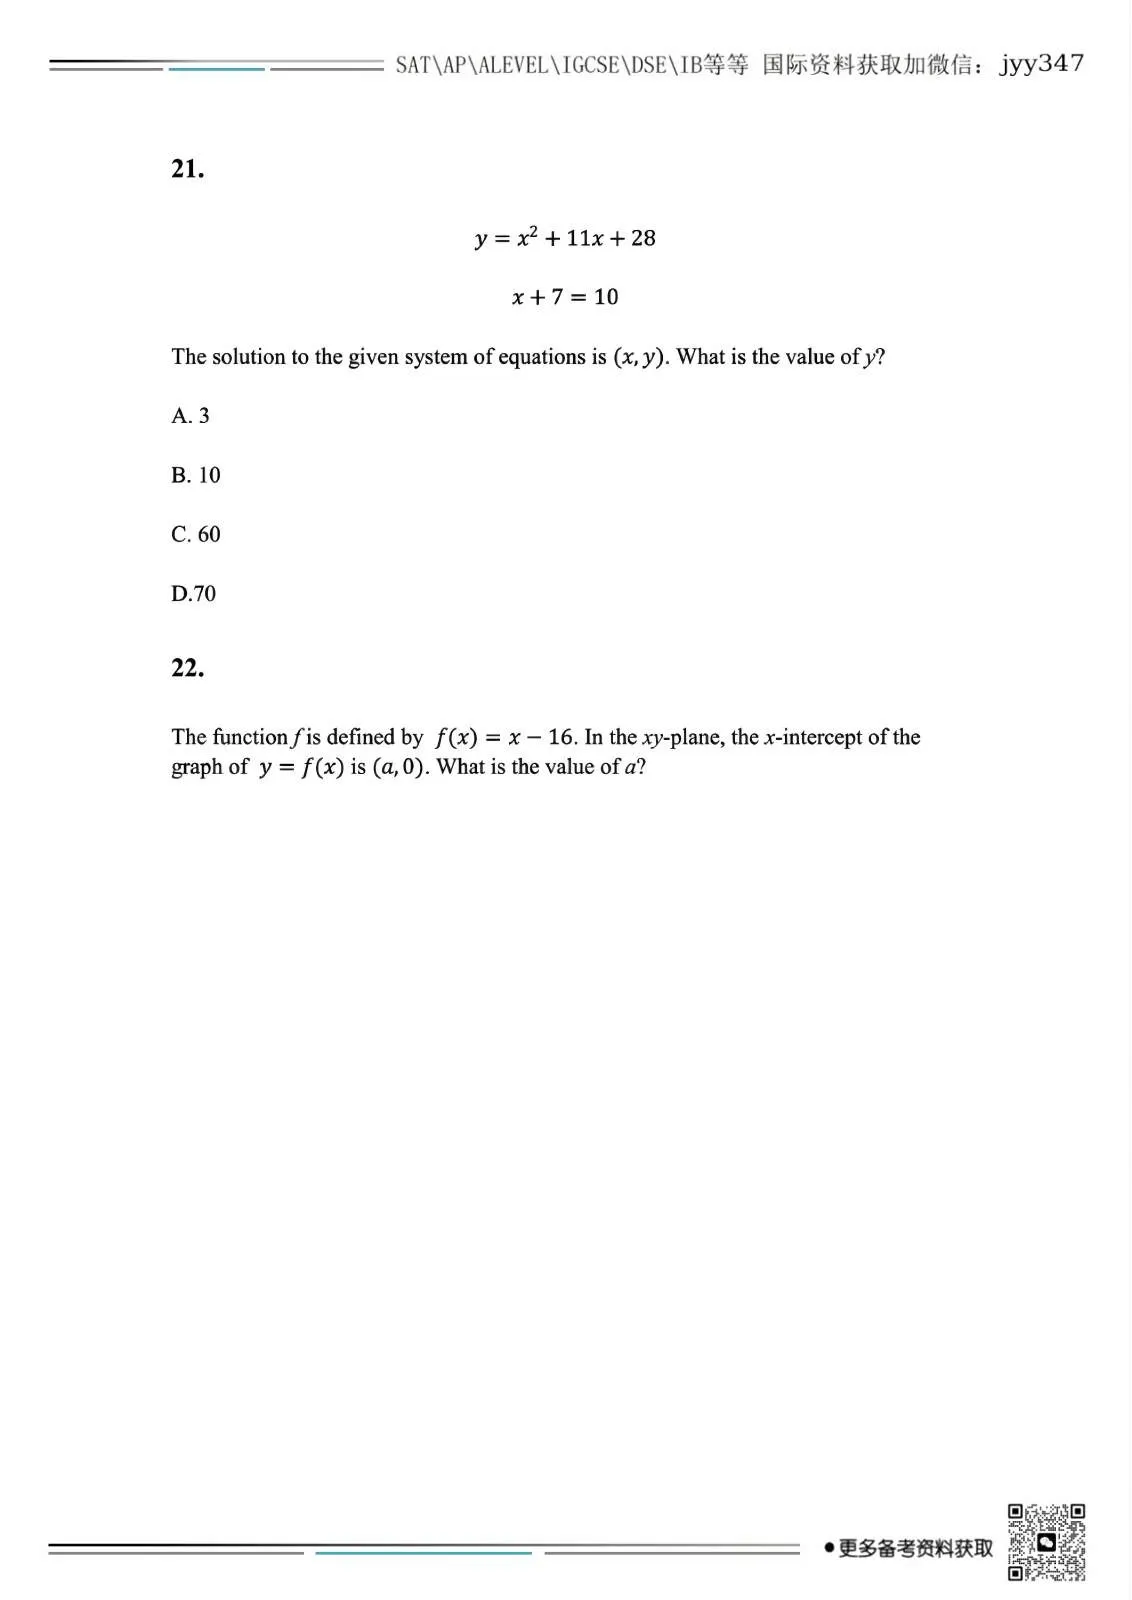 SAT\AP\ALEVEL\IGCSE\DSE\IB等等 国际资料获取加微信：jyy347
21.
y = x² + 11x + 28
x + 7 = 10
The solution to the given system of equations is (x, y). What is the value of y?
A. 3
B. 10
C. 60
D.70
22.
The function f is defined by f(x) = x − 16. In the xy-plane, the x-intercept of the
graph of y = f(x) is (a, 0). What is the value of a?
•更多备考资料获取